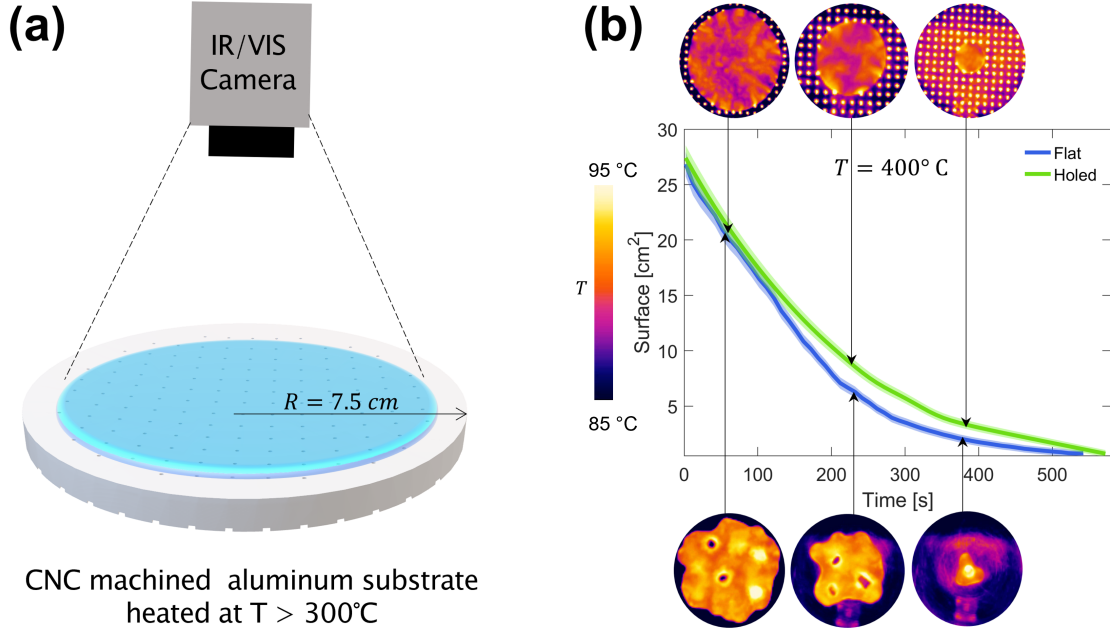 (a)
IR/VIS
Camera
R = 7.5 cm
CNC machined aluminum substrate
heated at T > 300°C
(b)
30
25
20
15
10
5
Surface [cm²]
T = 400° C
Flat
Holed
95 °C
T
85 °C
0 100 200 300 400 500
Time [s]